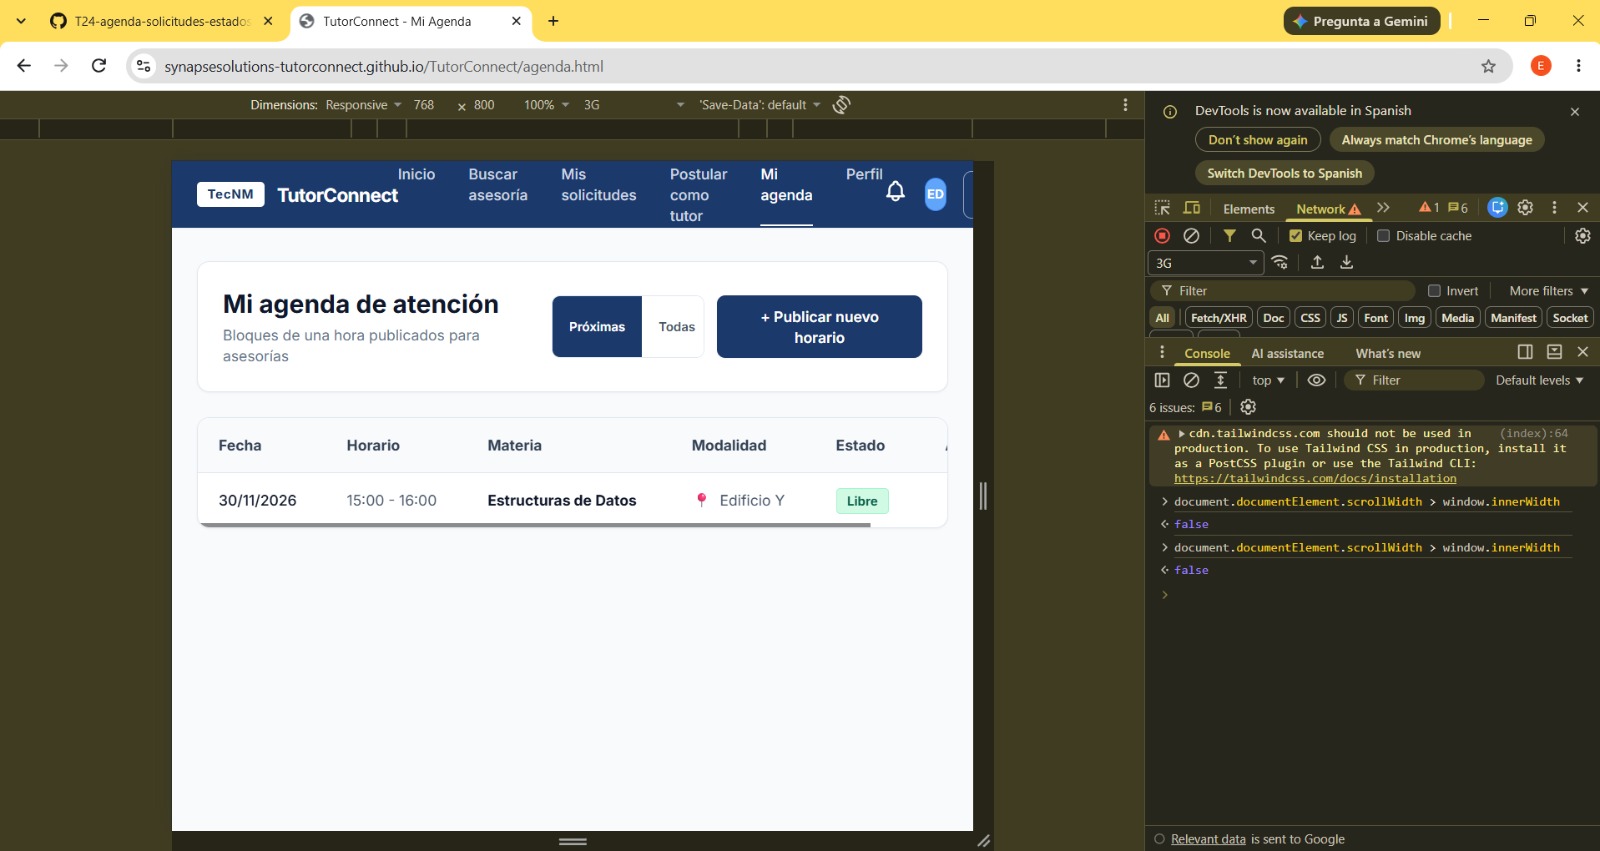 T24-agenda-solicitudes-estados
TutorConnect - Mi Agenda
Pregunta a Gemini
synapsesolutions-tutorconnect.github.io/TutorConnect/agenda.html
E
Dimensions: Responsive 768 x 800 100% 3G 'Save-Data': default
TecNM
TutorConnect
Inicio
Buscar
asesoría
Mis
solicitudes
Postular
como
tutor
Mi
agenda
Perfil
ED
Mi agenda de atención
Bloques de una hora publicados para
asesorías
Próximas
Todas
+ Publicar nuevo
horario
Fecha Horario Materia Modalidad Estado
30/11/2026 15:00 - 16:00 Estructuras de Datos Edificio Y Libre
DevTools is now available in Spanish
Don't show again
Always match Chrome's language
Switch DevTools to Spanish
Elements Network 1 6
Keep log Disable cache
3G
Filter Invert More filters
All Fetch/XHR Doc CSS JS Font Img Media Manifest Socket
Console AI assistance What's new
top Filter Default levels
6 issues: 6
cdn.tailwindcss.com should not be used in (index):64
production. To use Tailwind CSS in production, install it
as a PostCSS plugin or use the Tailwind CLI:
https://tailwindcss.com/docs/installation
document.documentElement.scrollWidth > window.innerWidth
false
document.documentElement.scrollWidth > window.innerWidth
false
Relevant data is sent to Google